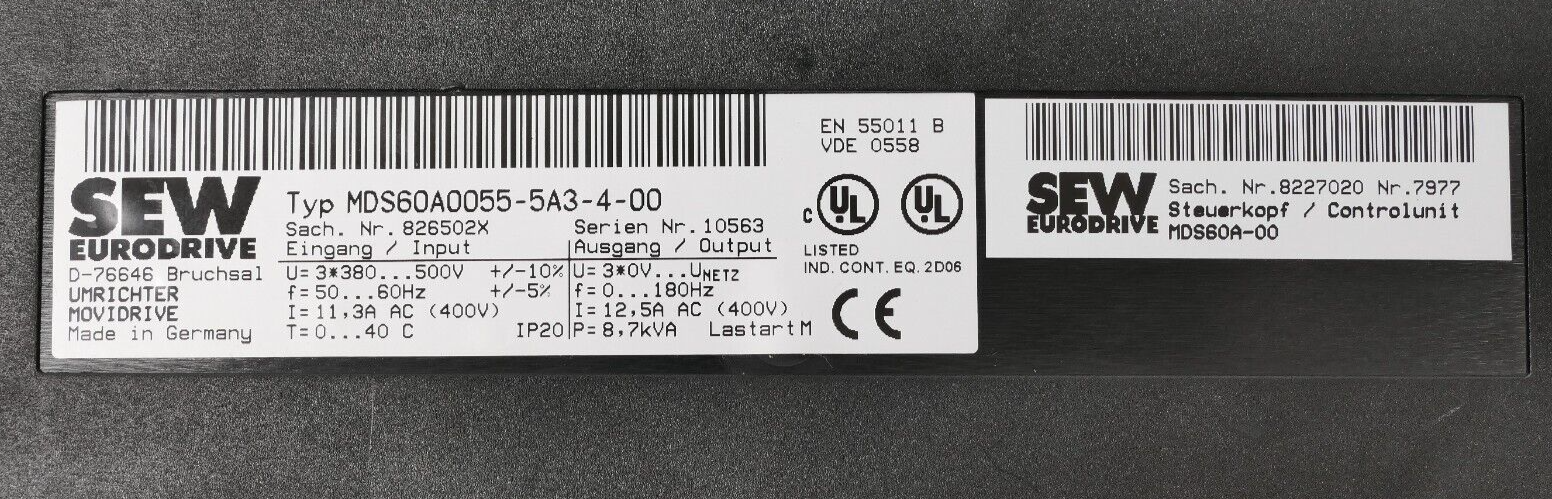 EN 55011 B
VDE 0558
SEW
EURODRIVE
D-76646 Bruchsal
UMRICHTER
MOVIDRIVE
Made in Germany
Typ MDS60A0055-5A3-4-00
Sach. Nr. 826502X Serien Nr. 10563
Eingang / Input Ausgang / Output
U= 3*380...500V +/-10% U= 3*0V...UNETZ
f= 50...60Hz +/-5% f= 0...180Hz
I= 11,3A AC (400V) I= 12,5A AC (400V)
T= 0...40 C IP20 P= 8,7kVA Lastart M
c UL UL
LISTED
IND. CONT. EQ. 2D06
CE
SEW
EURODRIVE
Sach. Nr.8227020 Nr.7977
Steuerkopf / Controlunit
MDS60A-00